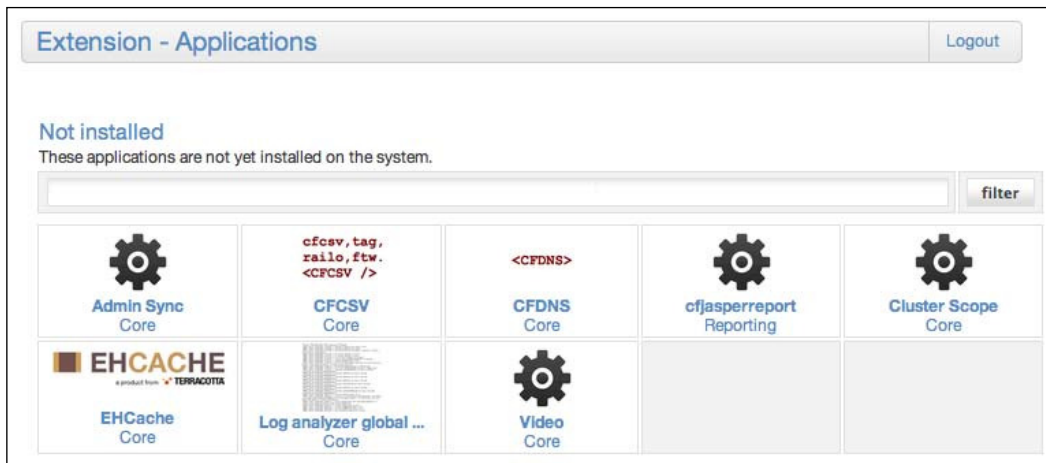 Extension - Applications
Logout
Not installed
These applications are not yet installed on the system.
filter
Admin Sync
Core
cfcsv,tag,
railo,ftw.
<CFCSV />
CFCSV
Core
<CFDNS>
CFDNS
Core
cfjasperreport
Reporting
Cluster Scope
Core
EHCACHE
a product from TERRACOTTA
EHCache
Core
Log analyzer global ...
Core
Video
Core